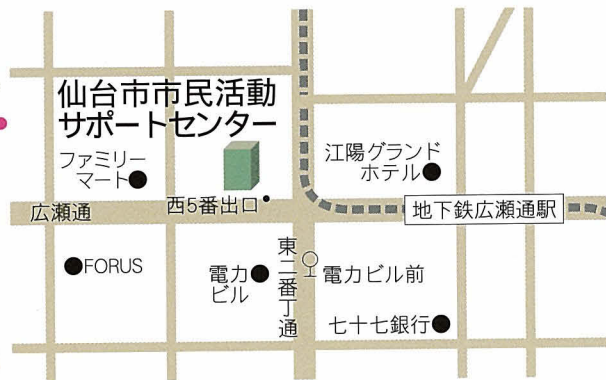 仙台市市民活動
サポートセンター
ファミリー
マート
江陽グランド
ホテル
広瀬通
西5番出口
地下鉄広瀬通駅
FORUS
電力
ビル
東二番丁通
電力ビル前
七十七銀行